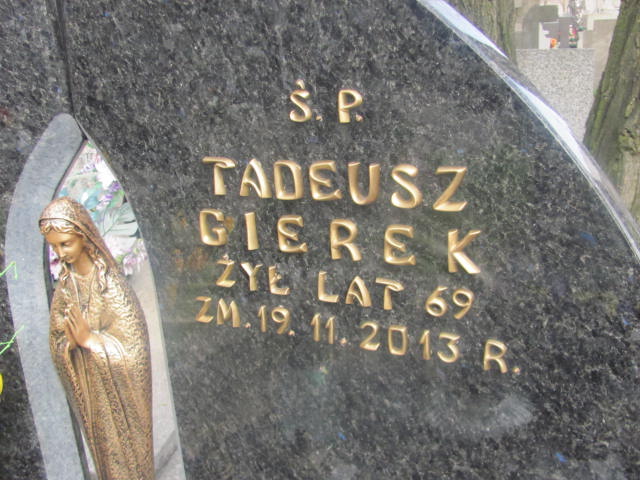 Ś. P.
TADEUSZ
GIEREK
ŻYŁ LAT 69
ZM. 19. 11. 2013 R.